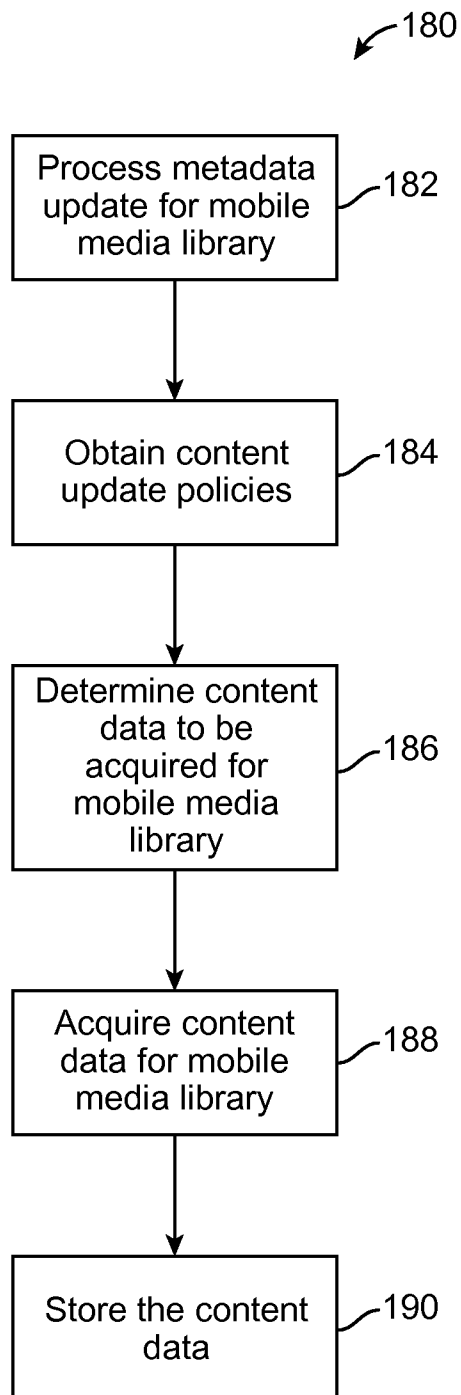 180
Process metadata
update for mobile
media library
182
Obtain content
update policies
184
Determine content
data to be
acquired for
mobile media
library
186
Acquire content
data for mobile
media library
188
Store the content
data
190